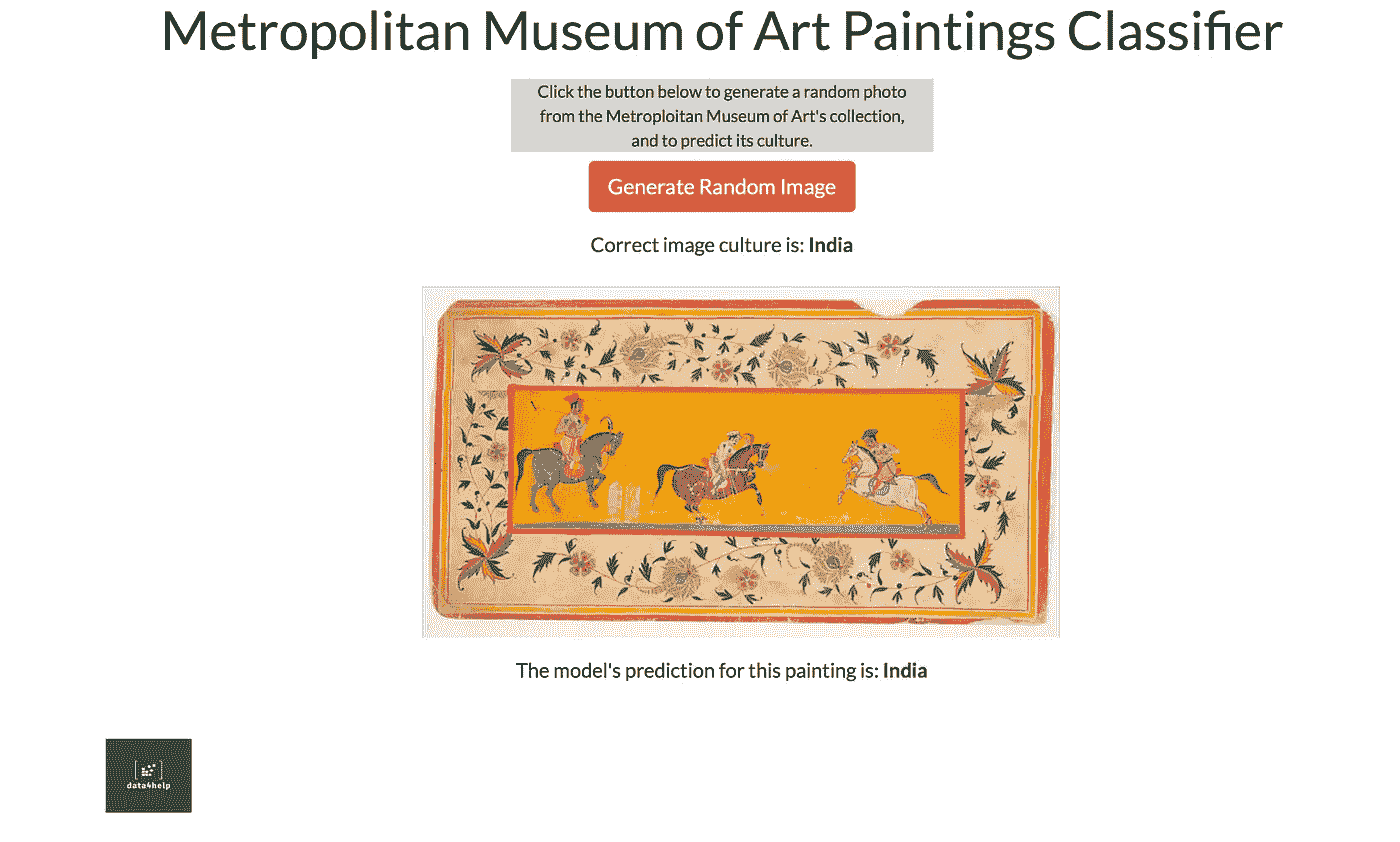 Metropolitan Museum of Art Paintings Classifier
Click the button below to generate a random photo
from the Metroploitan Museum of Art's collection,
and to predict its culture.
Generate Random Image
Correct image culture is: India
The model's prediction for this painting is: India
data4help